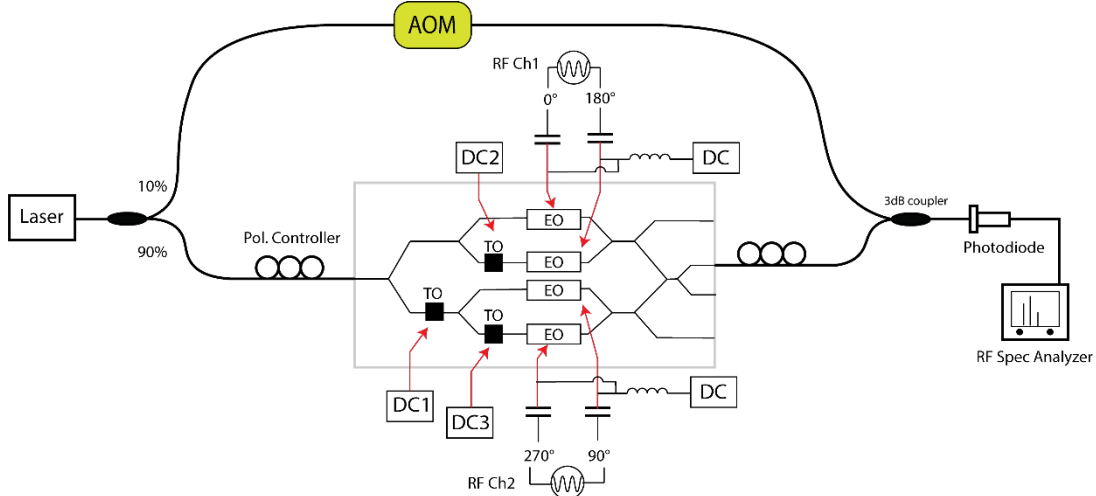 AOM
RF Ch1
0° 180°
DC2
DC
10%
Laser
90%
Pol. Controller
EO
TO
EO
EO
TO
TO
EO
3dB coupler
Photodiode
RF Spec Analyzer
DC1
DC3
DC
270° 90°
RF Ch2